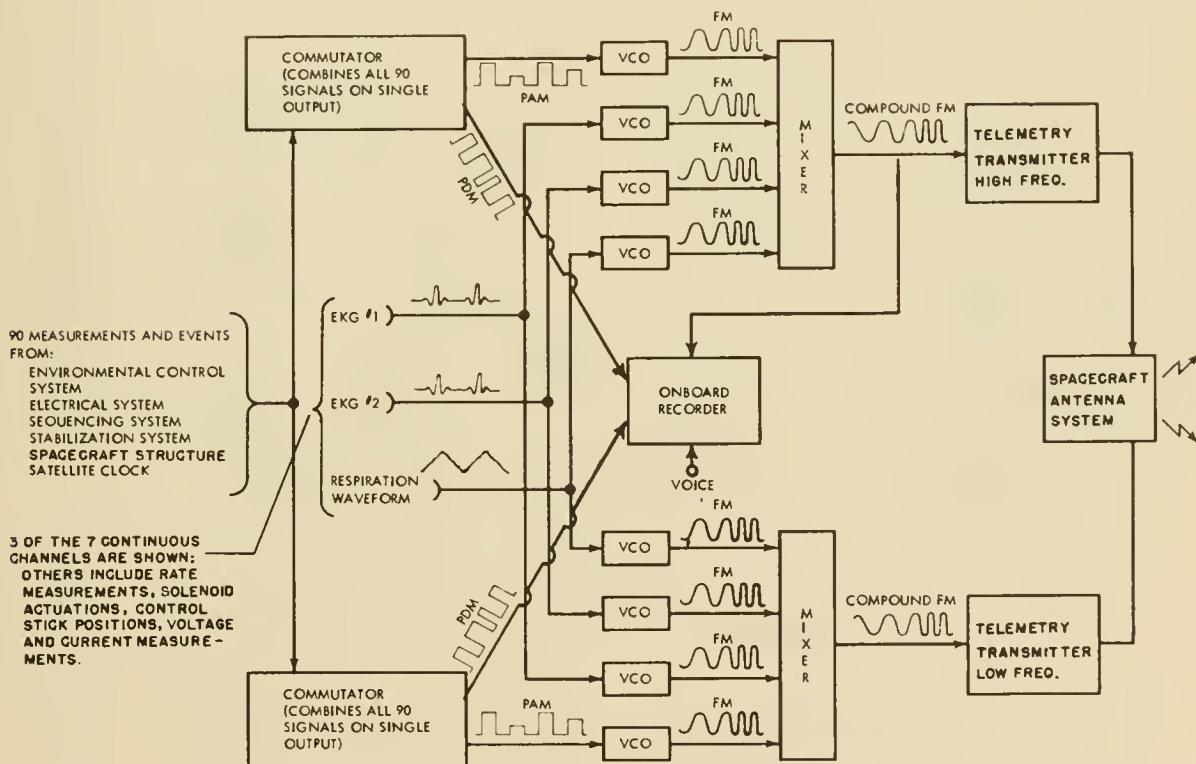 COMMUTATOR
(COMBINES ALL 90
SIGNALS ON SINGLE
OUTPUT)
PAM
PDM
VCO
FM
VCO
FM
VCO
FM
VCO
FM
MIXER
COMPOUND FM
TELEMETRY
TRANSMITTER
HIGH FREQ.
90 MEASUREMENTS AND EVENTS
FROM:
ENVIRONMENTAL CONTROL
SYSTEM
ELECTRICAL SYSTEM
SEQUENCING SYSTEM
STABILIZATION SYSTEM
SPACECRAFT STRUCTURE
SATELLITE CLOCK
EKG #1
EKG #2
RESPIRATION
WAVEFORM
ONBOARD
RECORDER
VOICE
SPACECRAFT
ANTENNA
SYSTEM
3 OF THE 7 CONTINUOUS
CHANNELS ARE SHOWN;
OTHERS INCLUDE RATE
MEASUREMENTS, SOLENOID
ACTUATIONS, CONTROL
STICK POSITIONS, VOLTAGE
AND CURRENT MEASURE-
MENTS.
PDM
COMMUTATOR
(COMBINES ALL 90
SIGNALS ON SINGLE
OUTPUT)
PAM
VCO
FM
VCO
FM
VCO
FM
VCO
FM
MIXER
COMPOUND FM
TELEMETRY
TRANSMITTER
LOW FREQ.